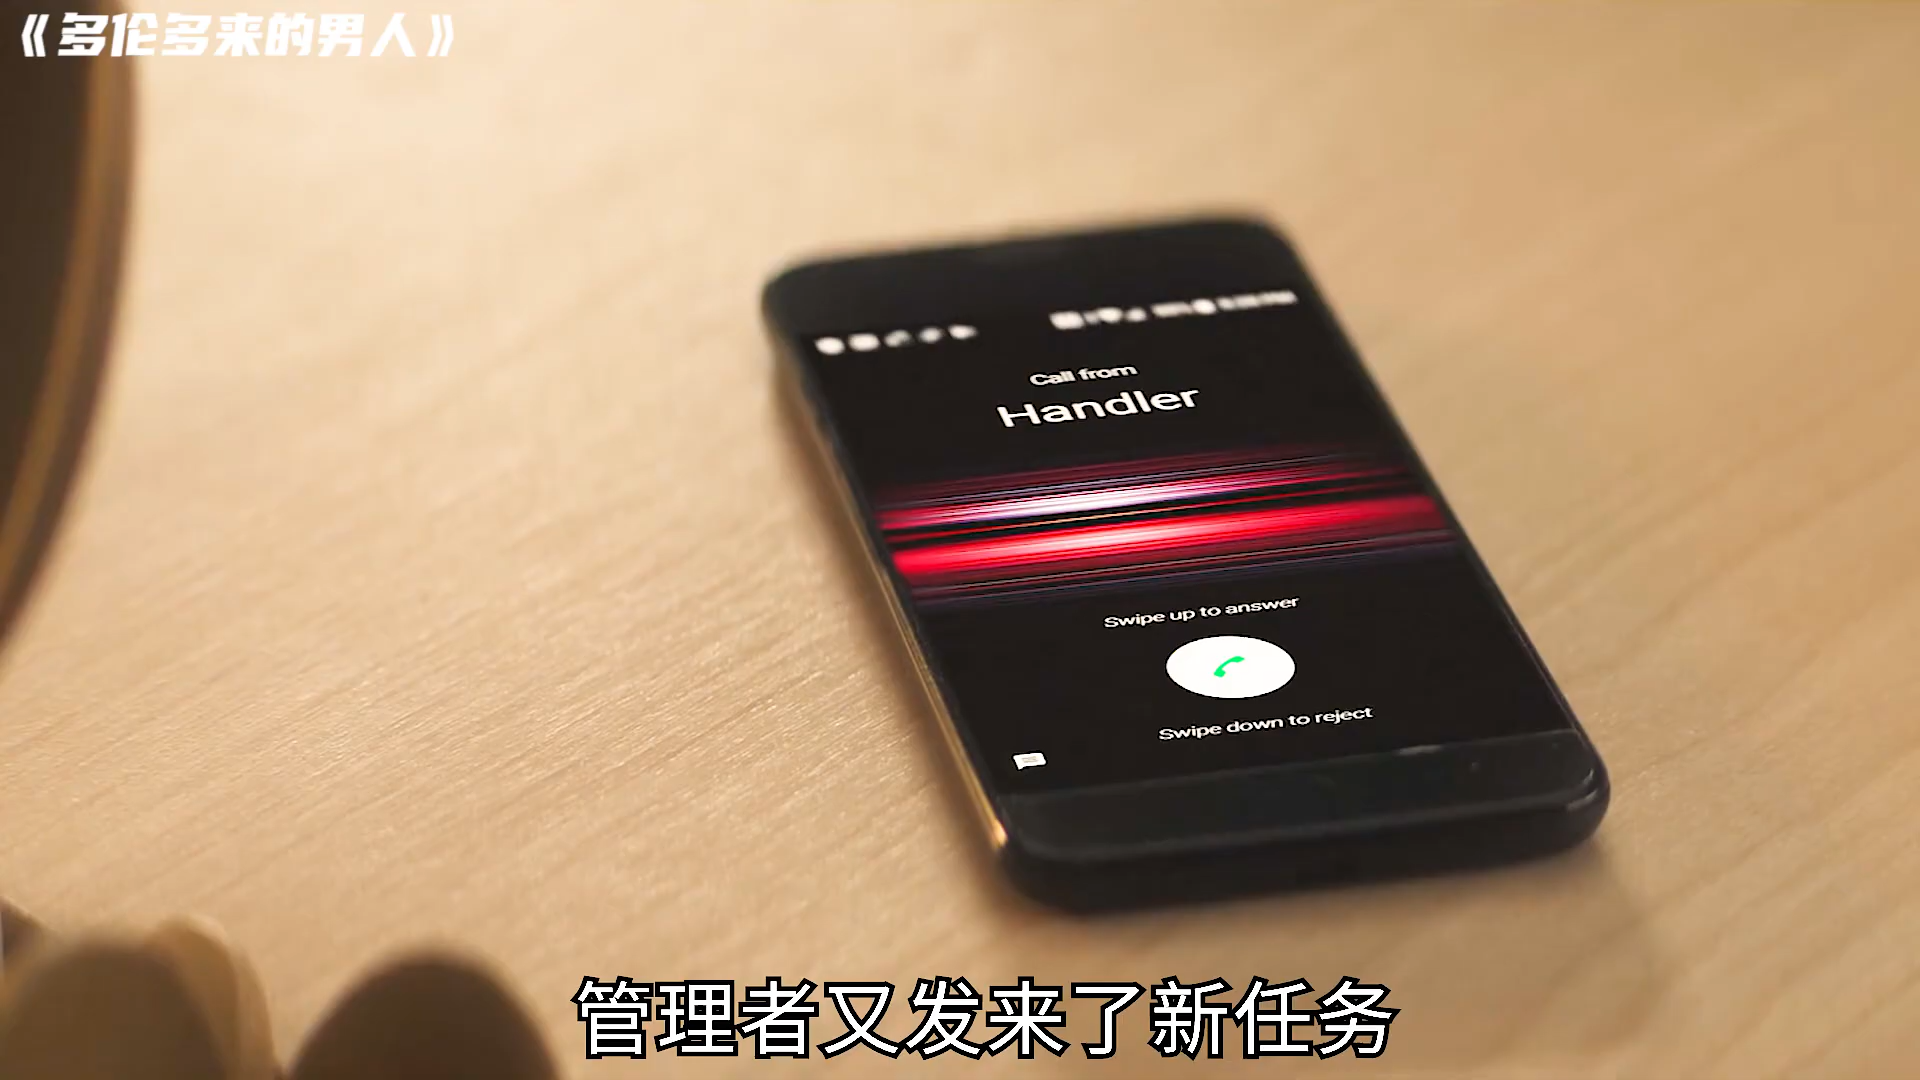 《多伦多来的男人》
Call from
Handler
Swipe up to answer
Swipe down to reject
管理者又发来了新任务